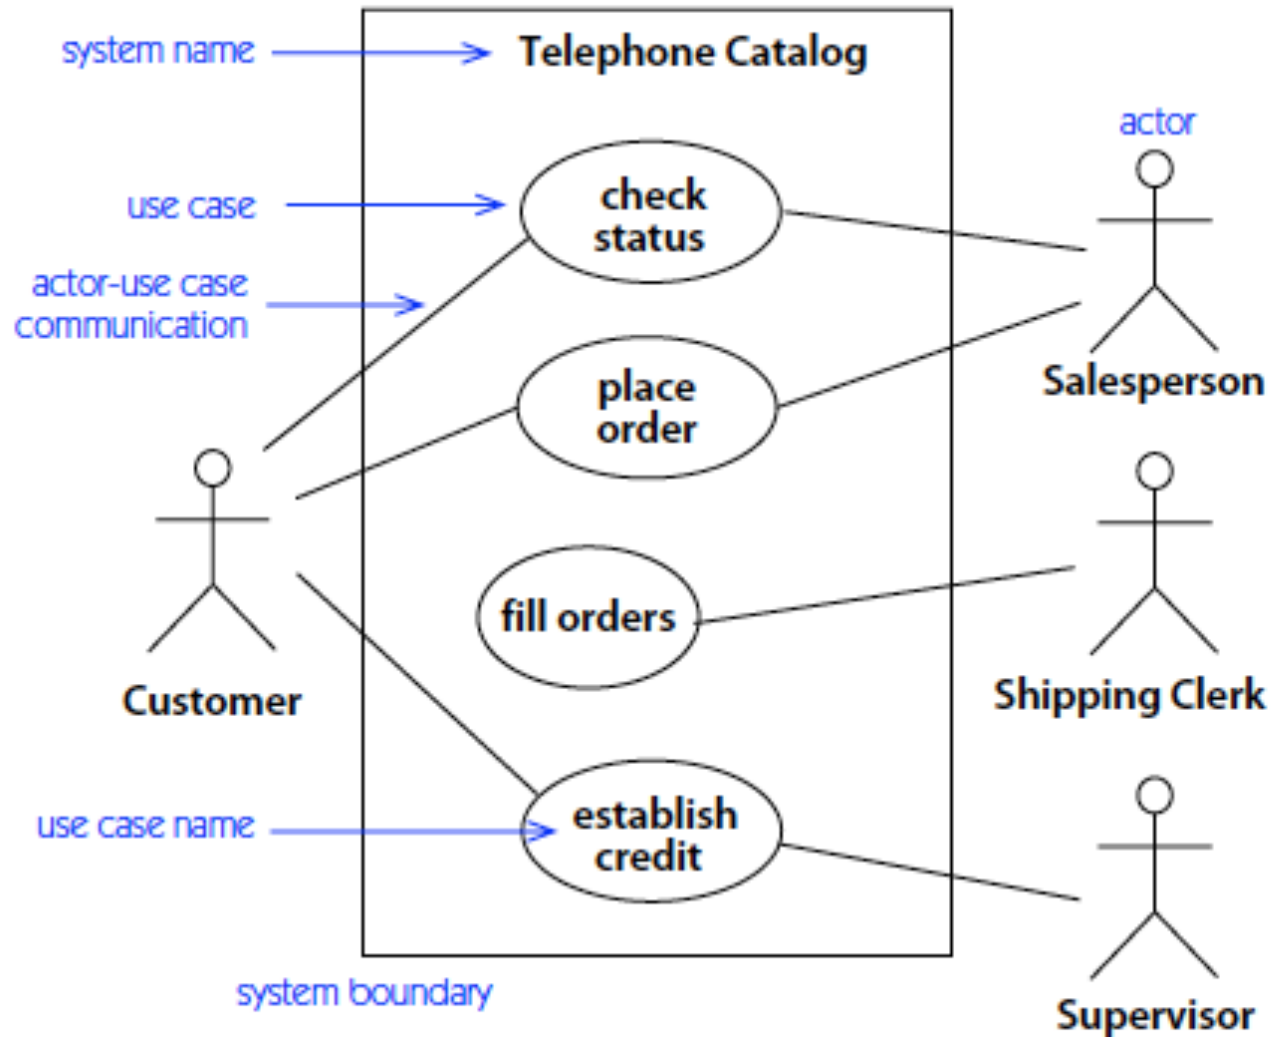 system name
Telephone Catalog
actor
use case
check
status
actor-use case
communication
place
order
Salesperson
fill orders
Customer
Shipping Clerk
use case name
establish
credit
system boundary
Supervisor